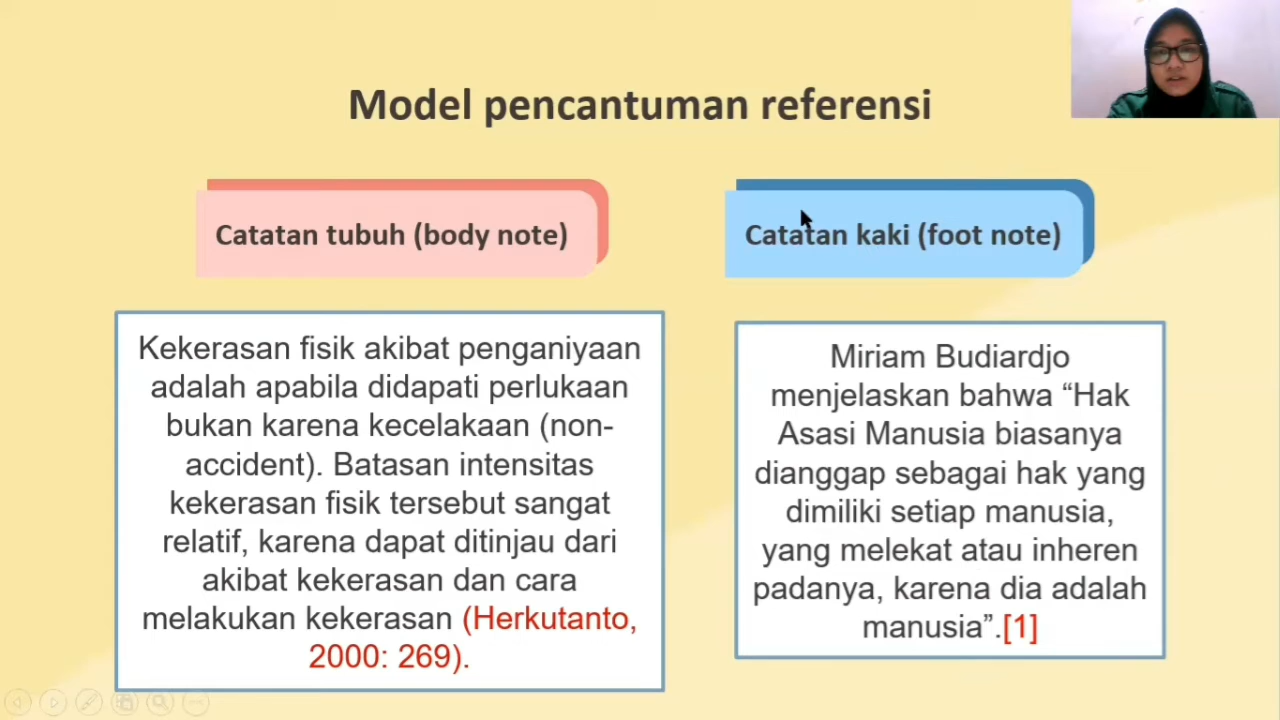 Model pencantuman referensi
Catatan tubuh (body note)
Catatan kaki (foot note)
Kekerasan fisik akibat penganiyaan
adalah apabila didapati perlukaan
bukan karena kecelakaan (non-
accident). Batasan intensitas
kekerasan fisik tersebut sangat
relatif, karena dapat ditinjau dari
akibat kekerasan dan cara
melakukan kekerasan (Herkutanto,
2000: 269).
Miriam Budiardjo
menjelaskan bahwa “Hak
Asasi Manusia biasanya
dianggap sebagai hak yang
dimiliki setiap manusia,
yang melekat atau inheren
padanya, karena dia adalah
manusia”.[1]